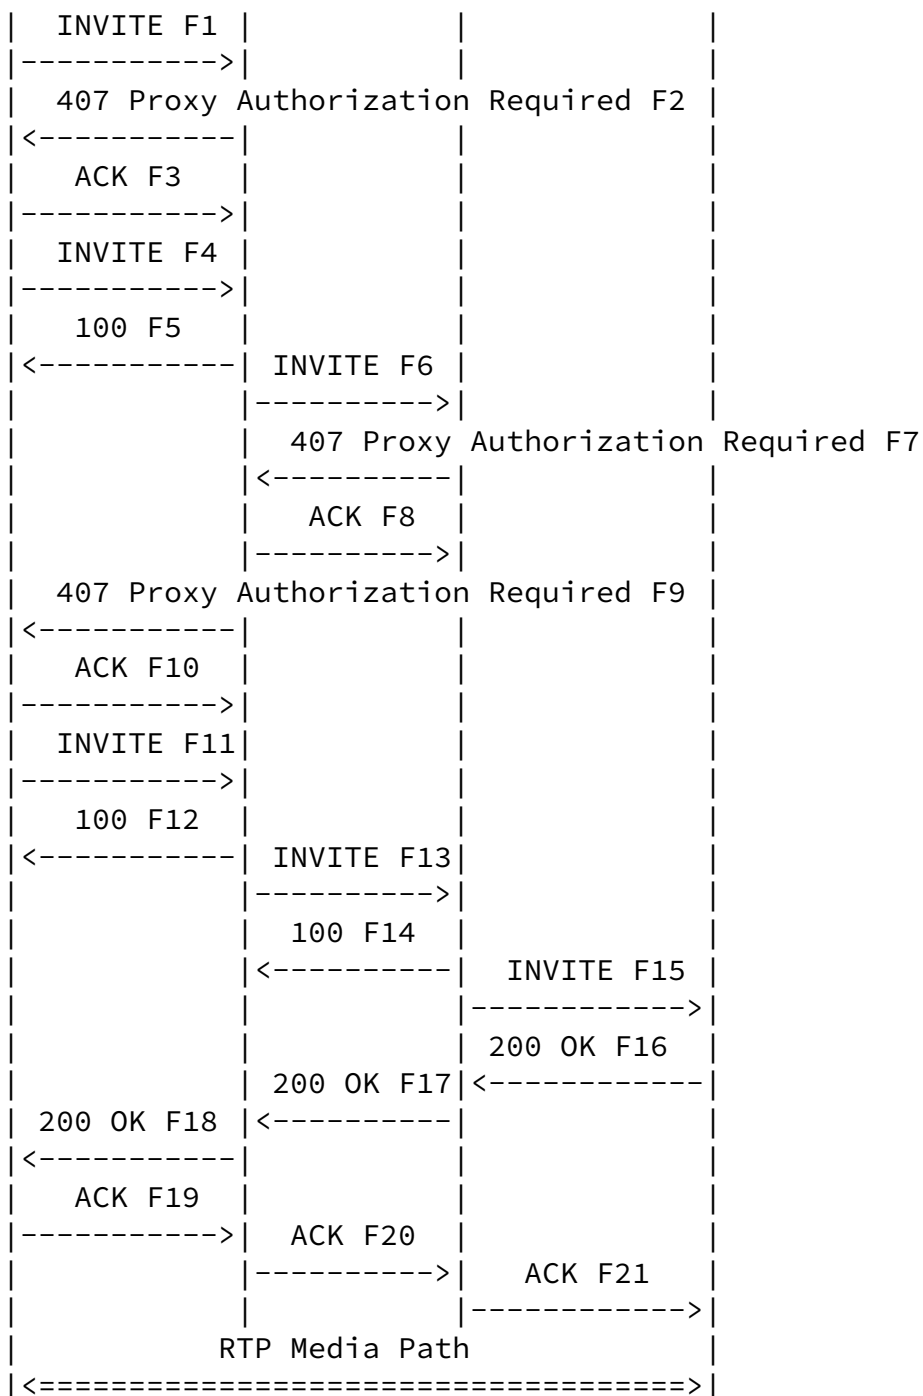 |  INVITE F1 |           |             |
|----------->|           |             |
|  407 Proxy Authorization Required F2 |
|<-----------|           |             |
|   ACK F3   |           |             |
|----------->|           |             |
|  INVITE F4 |           |             |
|----------->|           |             |
|   100 F5   |           |             |
|<-----------| INVITE F6 |             |
|            |---------->|             |
|            |  407 Proxy Authorization Required F7
|            |<----------|             |
|            |   ACK F8  |             |
|            |---------->|             |
|  407 Proxy Authorization Required F9 |
|<-----------|           |             |
|   ACK F10  |           |             |
|----------->|           |             |
|  INVITE F11|           |             |
|----------->|           |             |
|   100 F12  |           |             |
|<-----------| INVITE F13|             |
|            |---------->|             |
|            |  100 F14  |             |
|            |<----------|  INVITE F15 |
|            |           |------------>|
|            |           | 200 OK F16  |
|            | 200 OK F17|<------------|
| 200 OK F18 |<----------|             |
|<-----------|           |             |
|   ACK F19  |           |             |
|----------->|  ACK F20  |             |
|            |---------->|   ACK F21   |
|            |           |------------>|
|           RTP Media Path             |
|<====================================>|